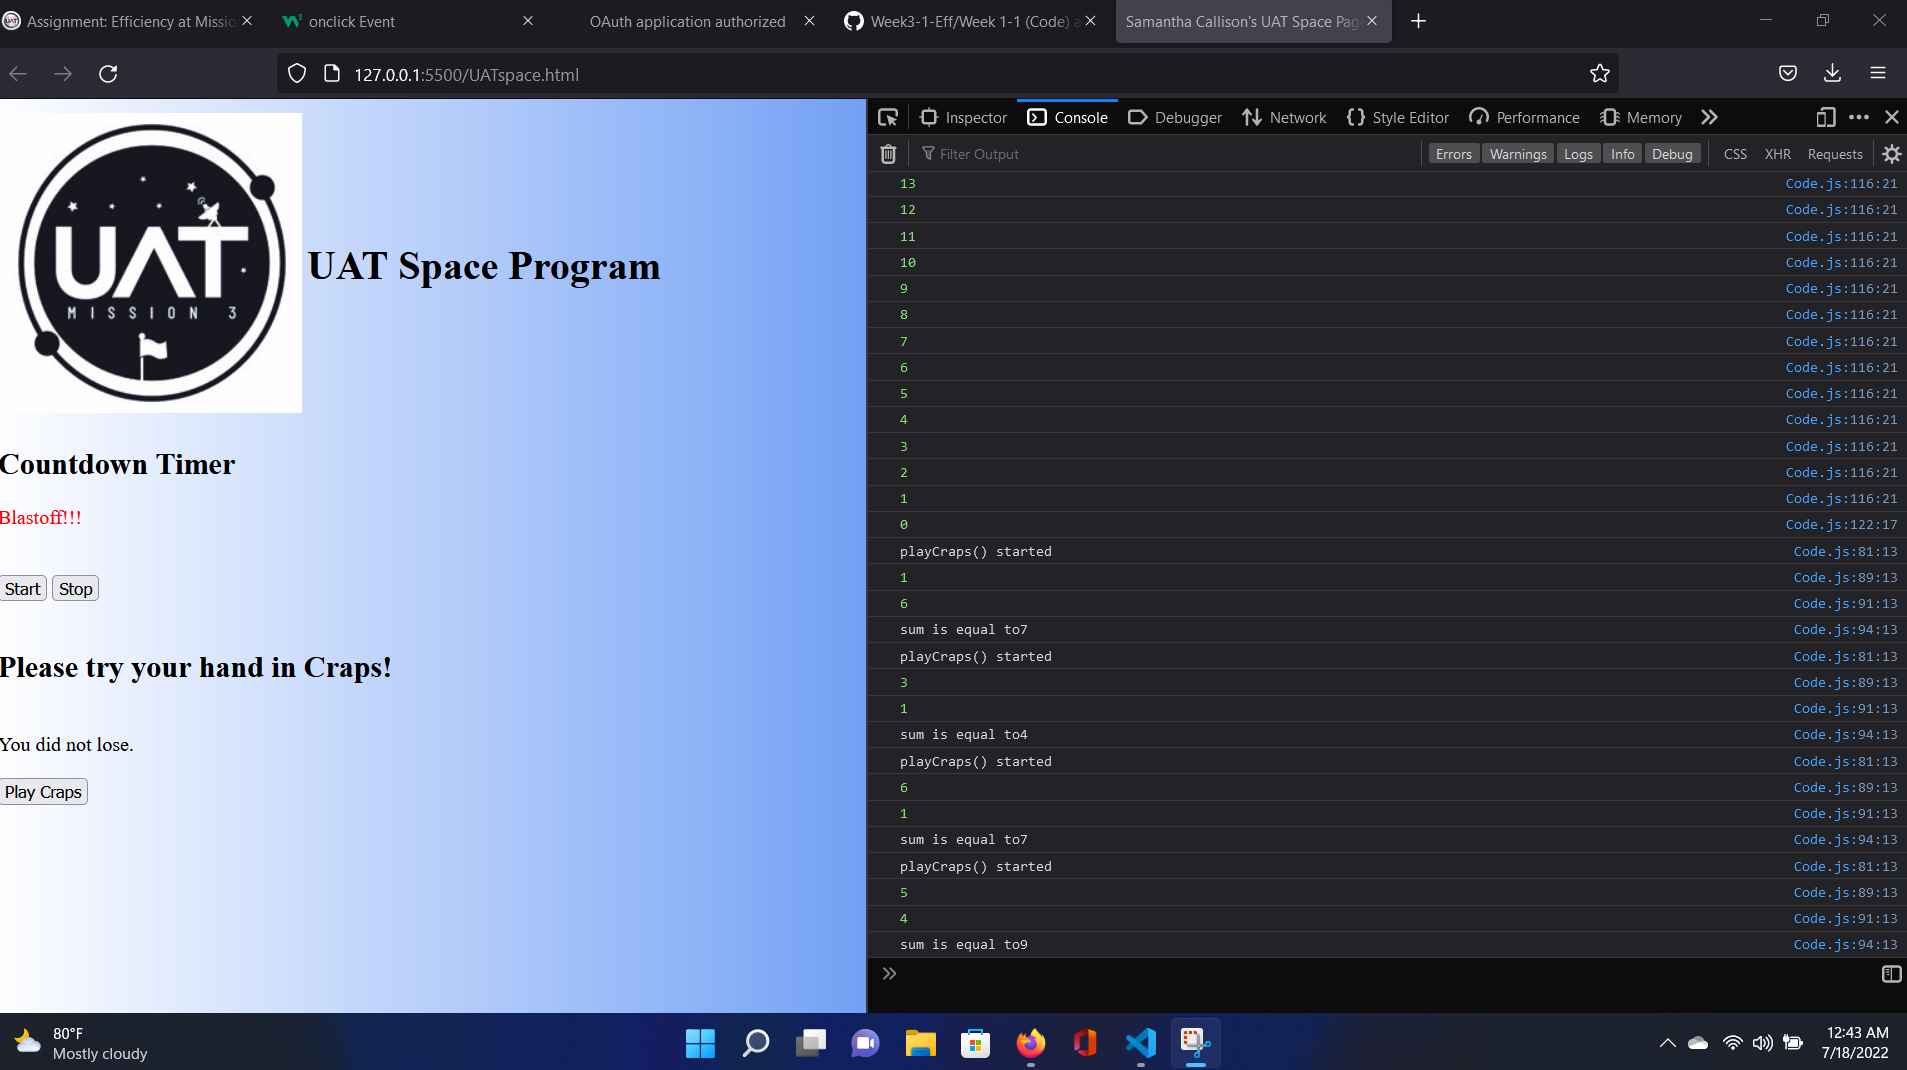 Assignment: Efficiency at Missio
onclick Event
OAuth application authorized
Week3-1-Eff/Week 1-1 (Code) a
Samantha Callison's UAT Space Pag
127.0.0.1:5500/UATspace.html
UAT
MISSION 3
UAT Space Program
Countdown Timer
Blastoff!!!
Start Stop
Please try your hand in Craps!
You did not lose.
Play Craps
Inspector Console Debugger Network Style Editor Performance Memory
Filter Output Errors Warnings Logs Info Debug CSS XHR Requests
13 Code.js:116:21
12 Code.js:116:21
11 Code.js:116:21
10 Code.js:116:21
9 Code.js:116:21
8 Code.js:116:21
7 Code.js:116:21
6 Code.js:116:21
5 Code.js:116:21
4 Code.js:116:21
3 Code.js:116:21
2 Code.js:116:21
1 Code.js:116:21
0 Code.js:122:17
playCraps() started Code.js:81:13
1 Code.js:89:13
6 Code.js:91:13
sum is equal to7 Code.js:94:13
playCraps() started Code.js:81:13
3 Code.js:89:13
1 Code.js:91:13
sum is equal to4 Code.js:94:13
playCraps() started Code.js:81:13
6 Code.js:89:13
1 Code.js:91:13
sum is equal to7 Code.js:94:13
playCraps() started Code.js:81:13
5 Code.js:89:13
4 Code.js:91:13
sum is equal to9 Code.js:94:13
80°F
Mostly cloudy
12:43 AM
7/18/2022